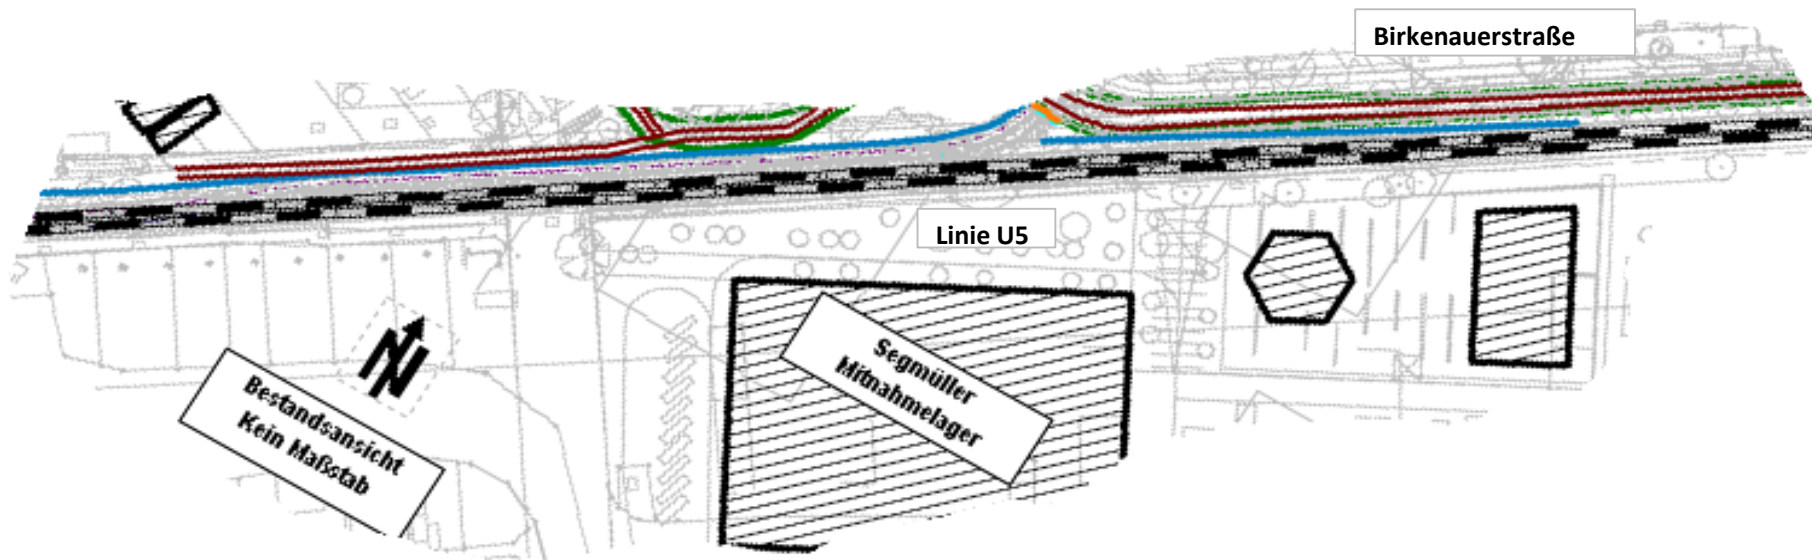 Birkenauerstraße
Linie U5
Segmüller
Mitnahmelager
N
Bestandsansicht
Kein Maßstab